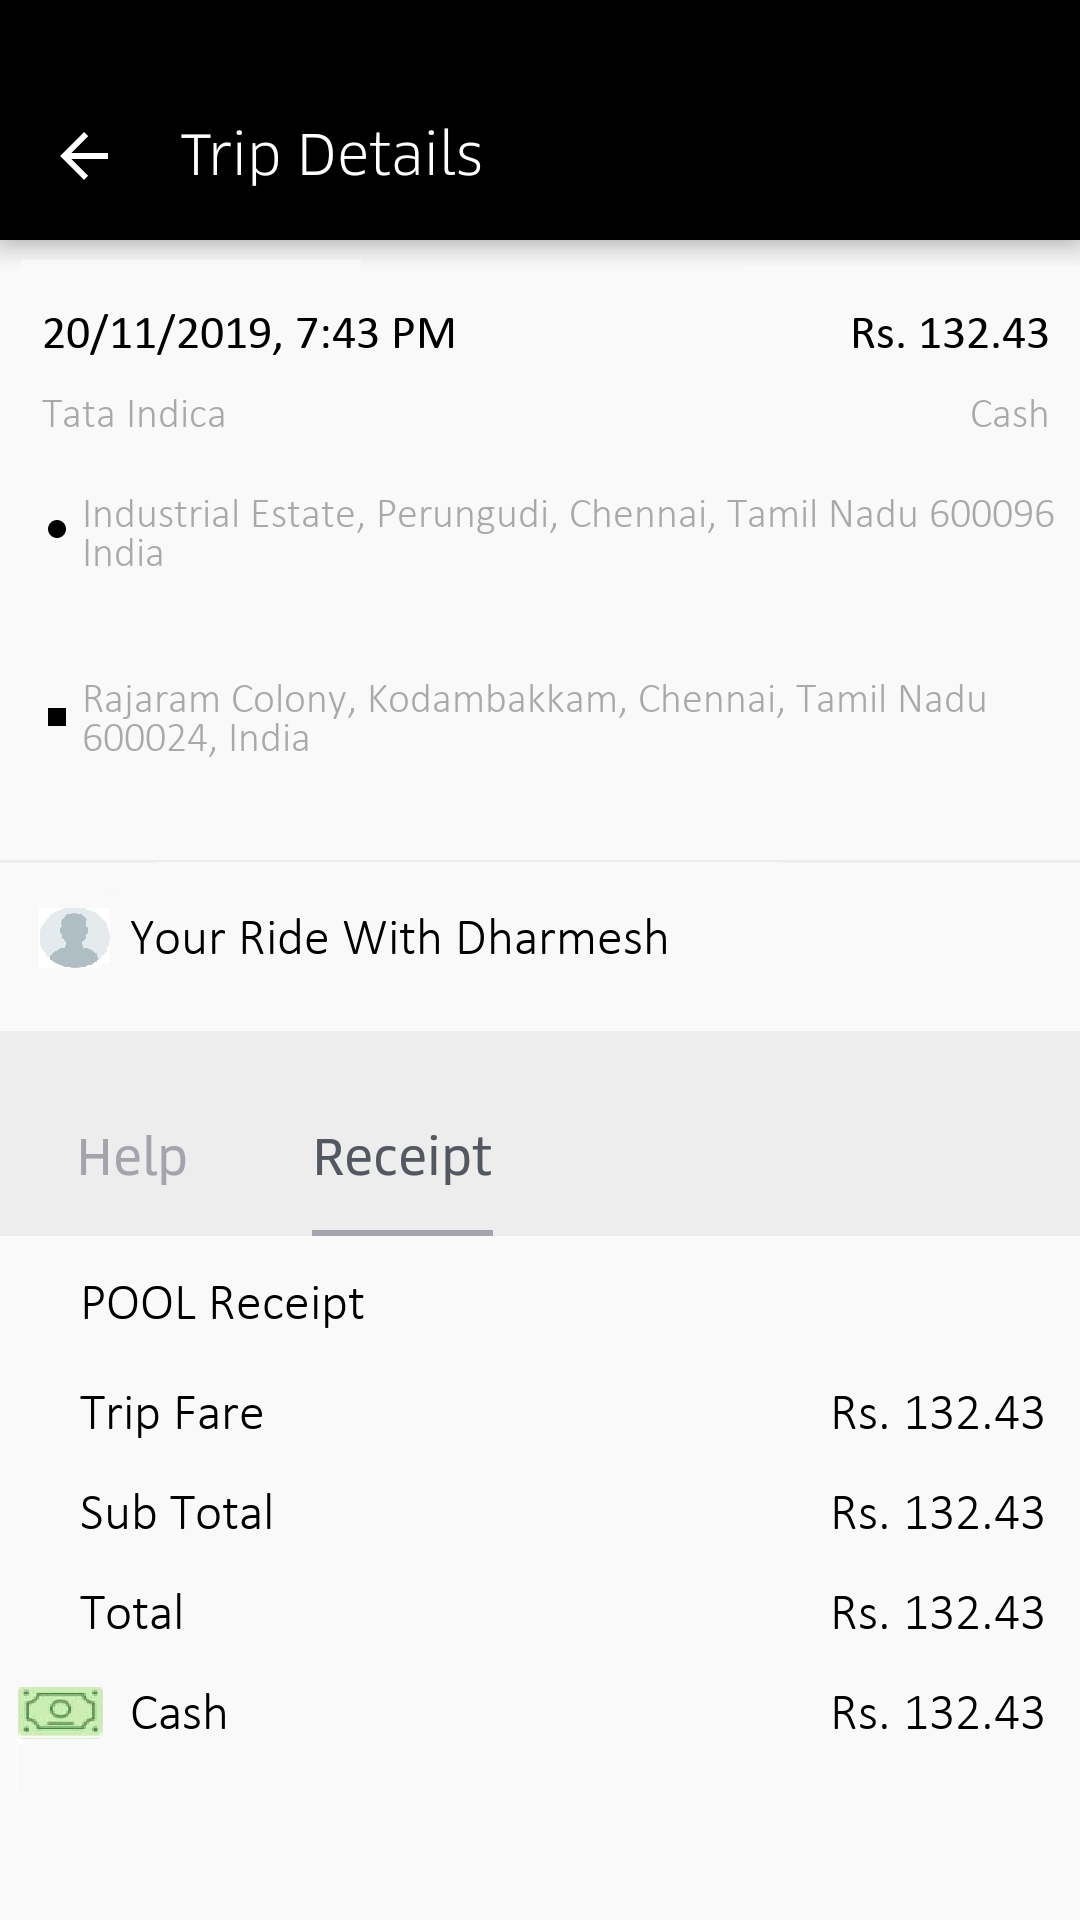 Trip Details
20/11/2019, 7:43 PM Rs. 132.43
Tata Indica Cash
Industrial Estate, Perungudi, Chennai, Tamil Nadu 600096
India
Rajaram Colony, Kodambakkam, Chennai, Tamil Nadu
600024, India
Your Ride With Dharmesh
Help Receipt
POOL Receipt
Trip Fare Rs. 132.43
Sub Total Rs. 132.43
Total Rs. 132.43
Cash Rs. 132.43